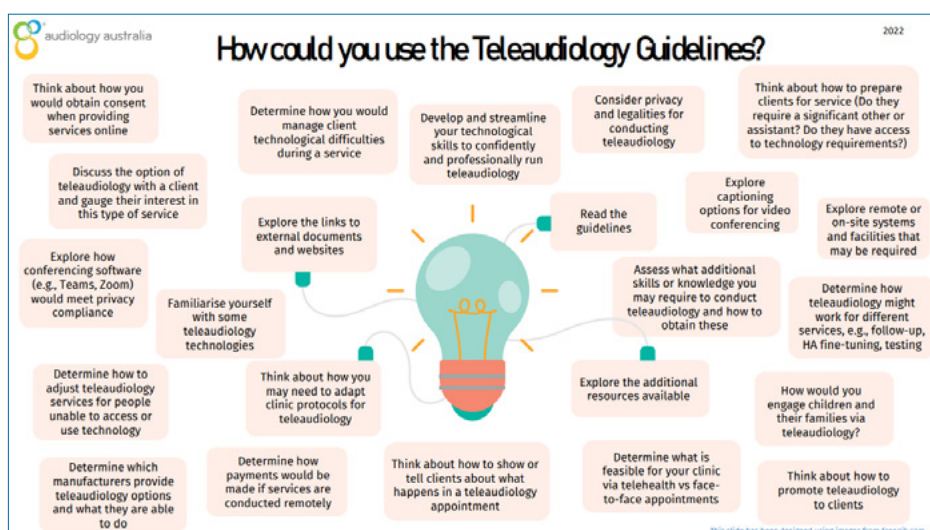 audiology australia
How could you use the Teleaudiology Guidelines?
2022
Think about how you
would obtain consent
when providing
services online
Determine how you would
manage client
technological difficulties
during a service
Develop and streamline
your technological
skills to confidently and
professionally run
teleaudiology
Consider privacy
and legalities for
conducting
teleaudiology
Think about how to prepare
clients for service (Do they
require a significant other or
assistant? Do they have access
to technology requirements?)
Discuss the option of
teleaudiology with a client
and gauge their interest in
this type of service
Explore the links to
external documents
and websites
Read the
guidelines
Explore
captioning
options for video
conferencing
Explore remote or
on-site systems
and facilities that
may be required
Explore how
conferencing software
(e.g., Teams, Zoom)
would meet privacy
compliance
Familiarise yourself
with some
teleaudiology
technologies
Assess what additional
skills or knowledge you
may require to conduct
teleaudiology and how to
obtain these
Determine how
teleaudiology might
work for different
services, e.g., follow-up,
HA fine-tuning, testing
Determine how to
adjust teleaudiology
services for people
unable to access or
use technology
Think about how you
may need to adapt
clinic protocols for
teleaudiology
Explore the additional
resources available
How would you
engage children and
their families via
teleaudiology?
Determine which
manufacturers provide
teleaudiology options
and what they are able
to do
Determine how
payments would be
made if services are
conducted remotely
Think about how to show or
tell clients about what
happens in a teleaudiology
appointment
Determine what is
feasible for your clinic
via telehealth vs face-
to-face appointments
Think about how to
promote teleaudiology
to clients
This slide has been designed using images from